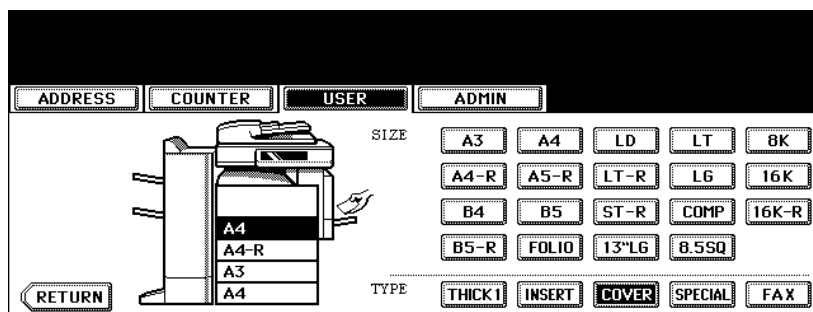 ADDRESS COUNTER USER ADMIN
SIZE A3 A4 LD LT 8K
A4-R A5-R LT-R LG 16K
B4 B5 ST-R COMP 16K-R
A4
A4-R B5-R FOLIO 13"LG 8.5SQ
A3
RETURN A4 TYPE THICK1 INSERT COVER SPECIAL FAX